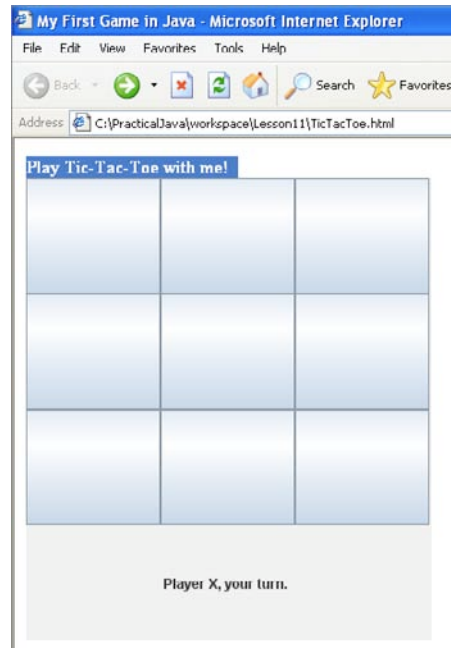 My First Game in Java - Microsoft Internet Explorer
File Edit View Favorites Tools Help
Back Search Favorites
Address C:\PracticalJava\workspace\Lesson11\TicTacToe.html
Play Tic-Tac-Toe with me!
Player X, your turn.